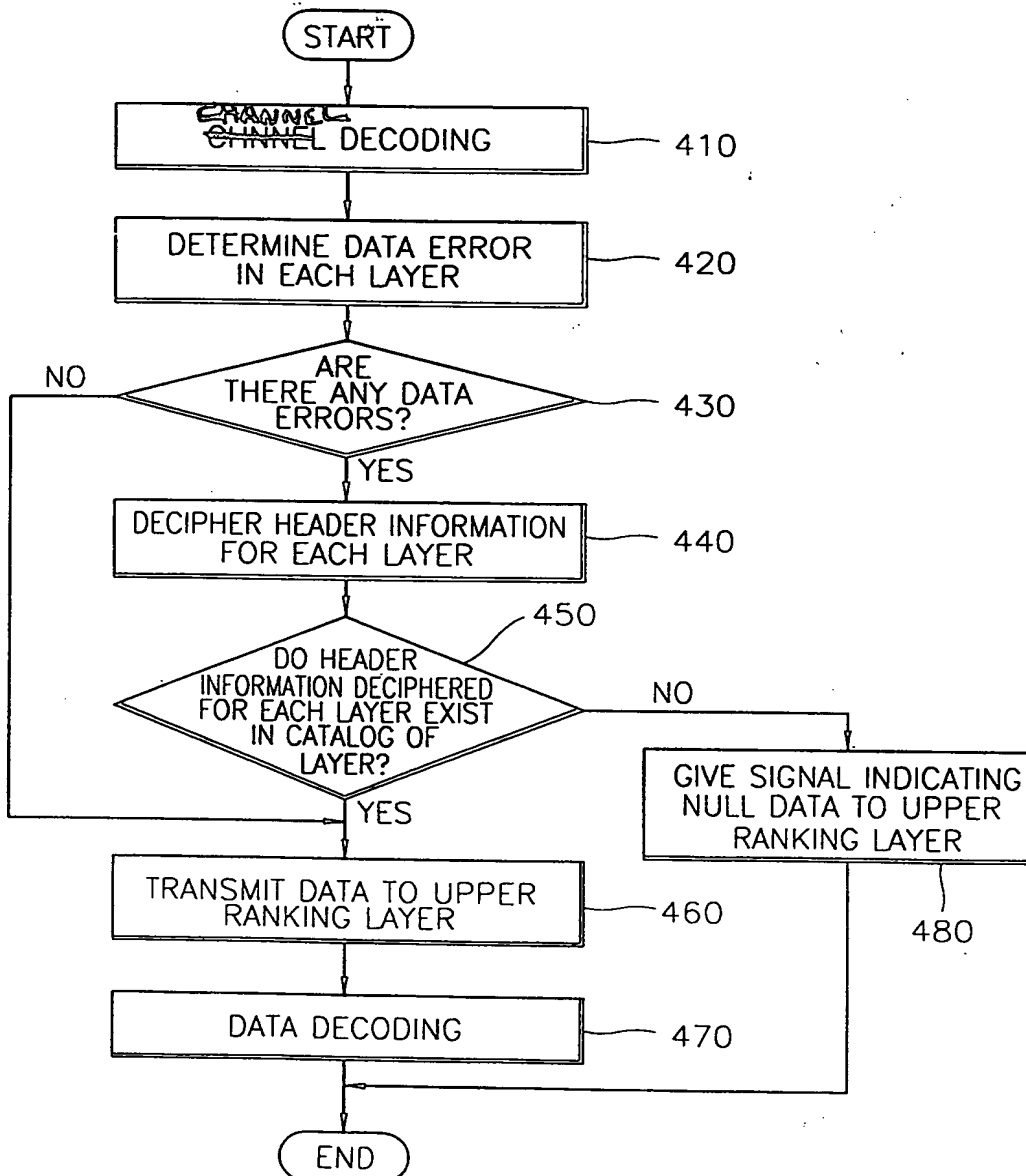 START
CHANNEL
CHNNEL DECODING
410
DETERMINE DATA ERROR
IN EACH LAYER
420
ARE
THERE ANY DATA
ERRORS?
430
NO
YES
DECIPHER HEADER INFORMATION
FOR EACH LAYER
440
450
DO HEADER
INFORMATION DECIPHERED
FOR EACH LAYER EXIST
IN CATALOG OF
LAYER?
NO
YES
GIVE SIGNAL INDICATING
NULL DATA TO UPPER
RANKING LAYER
480
TRANSMIT DATA TO UPPER
RANKING LAYER
460
DATA DECODING
470
END